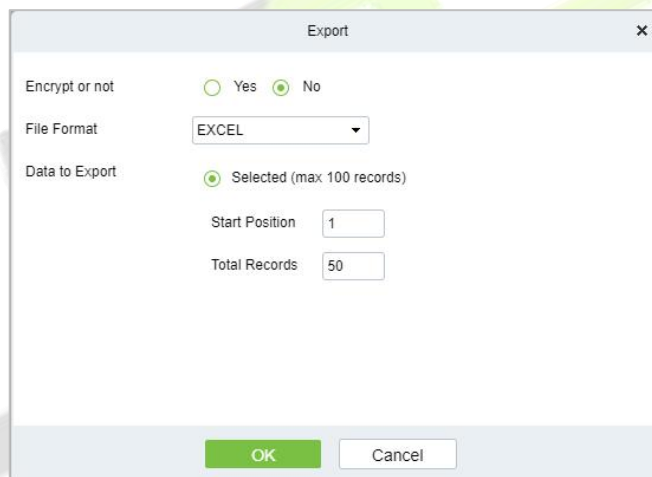 Export
Encrypt or not Yes No
File Format EXCEL
Data to Export Selected (max 100 records)
Start Position 1
Total Records 50
OK Cancel